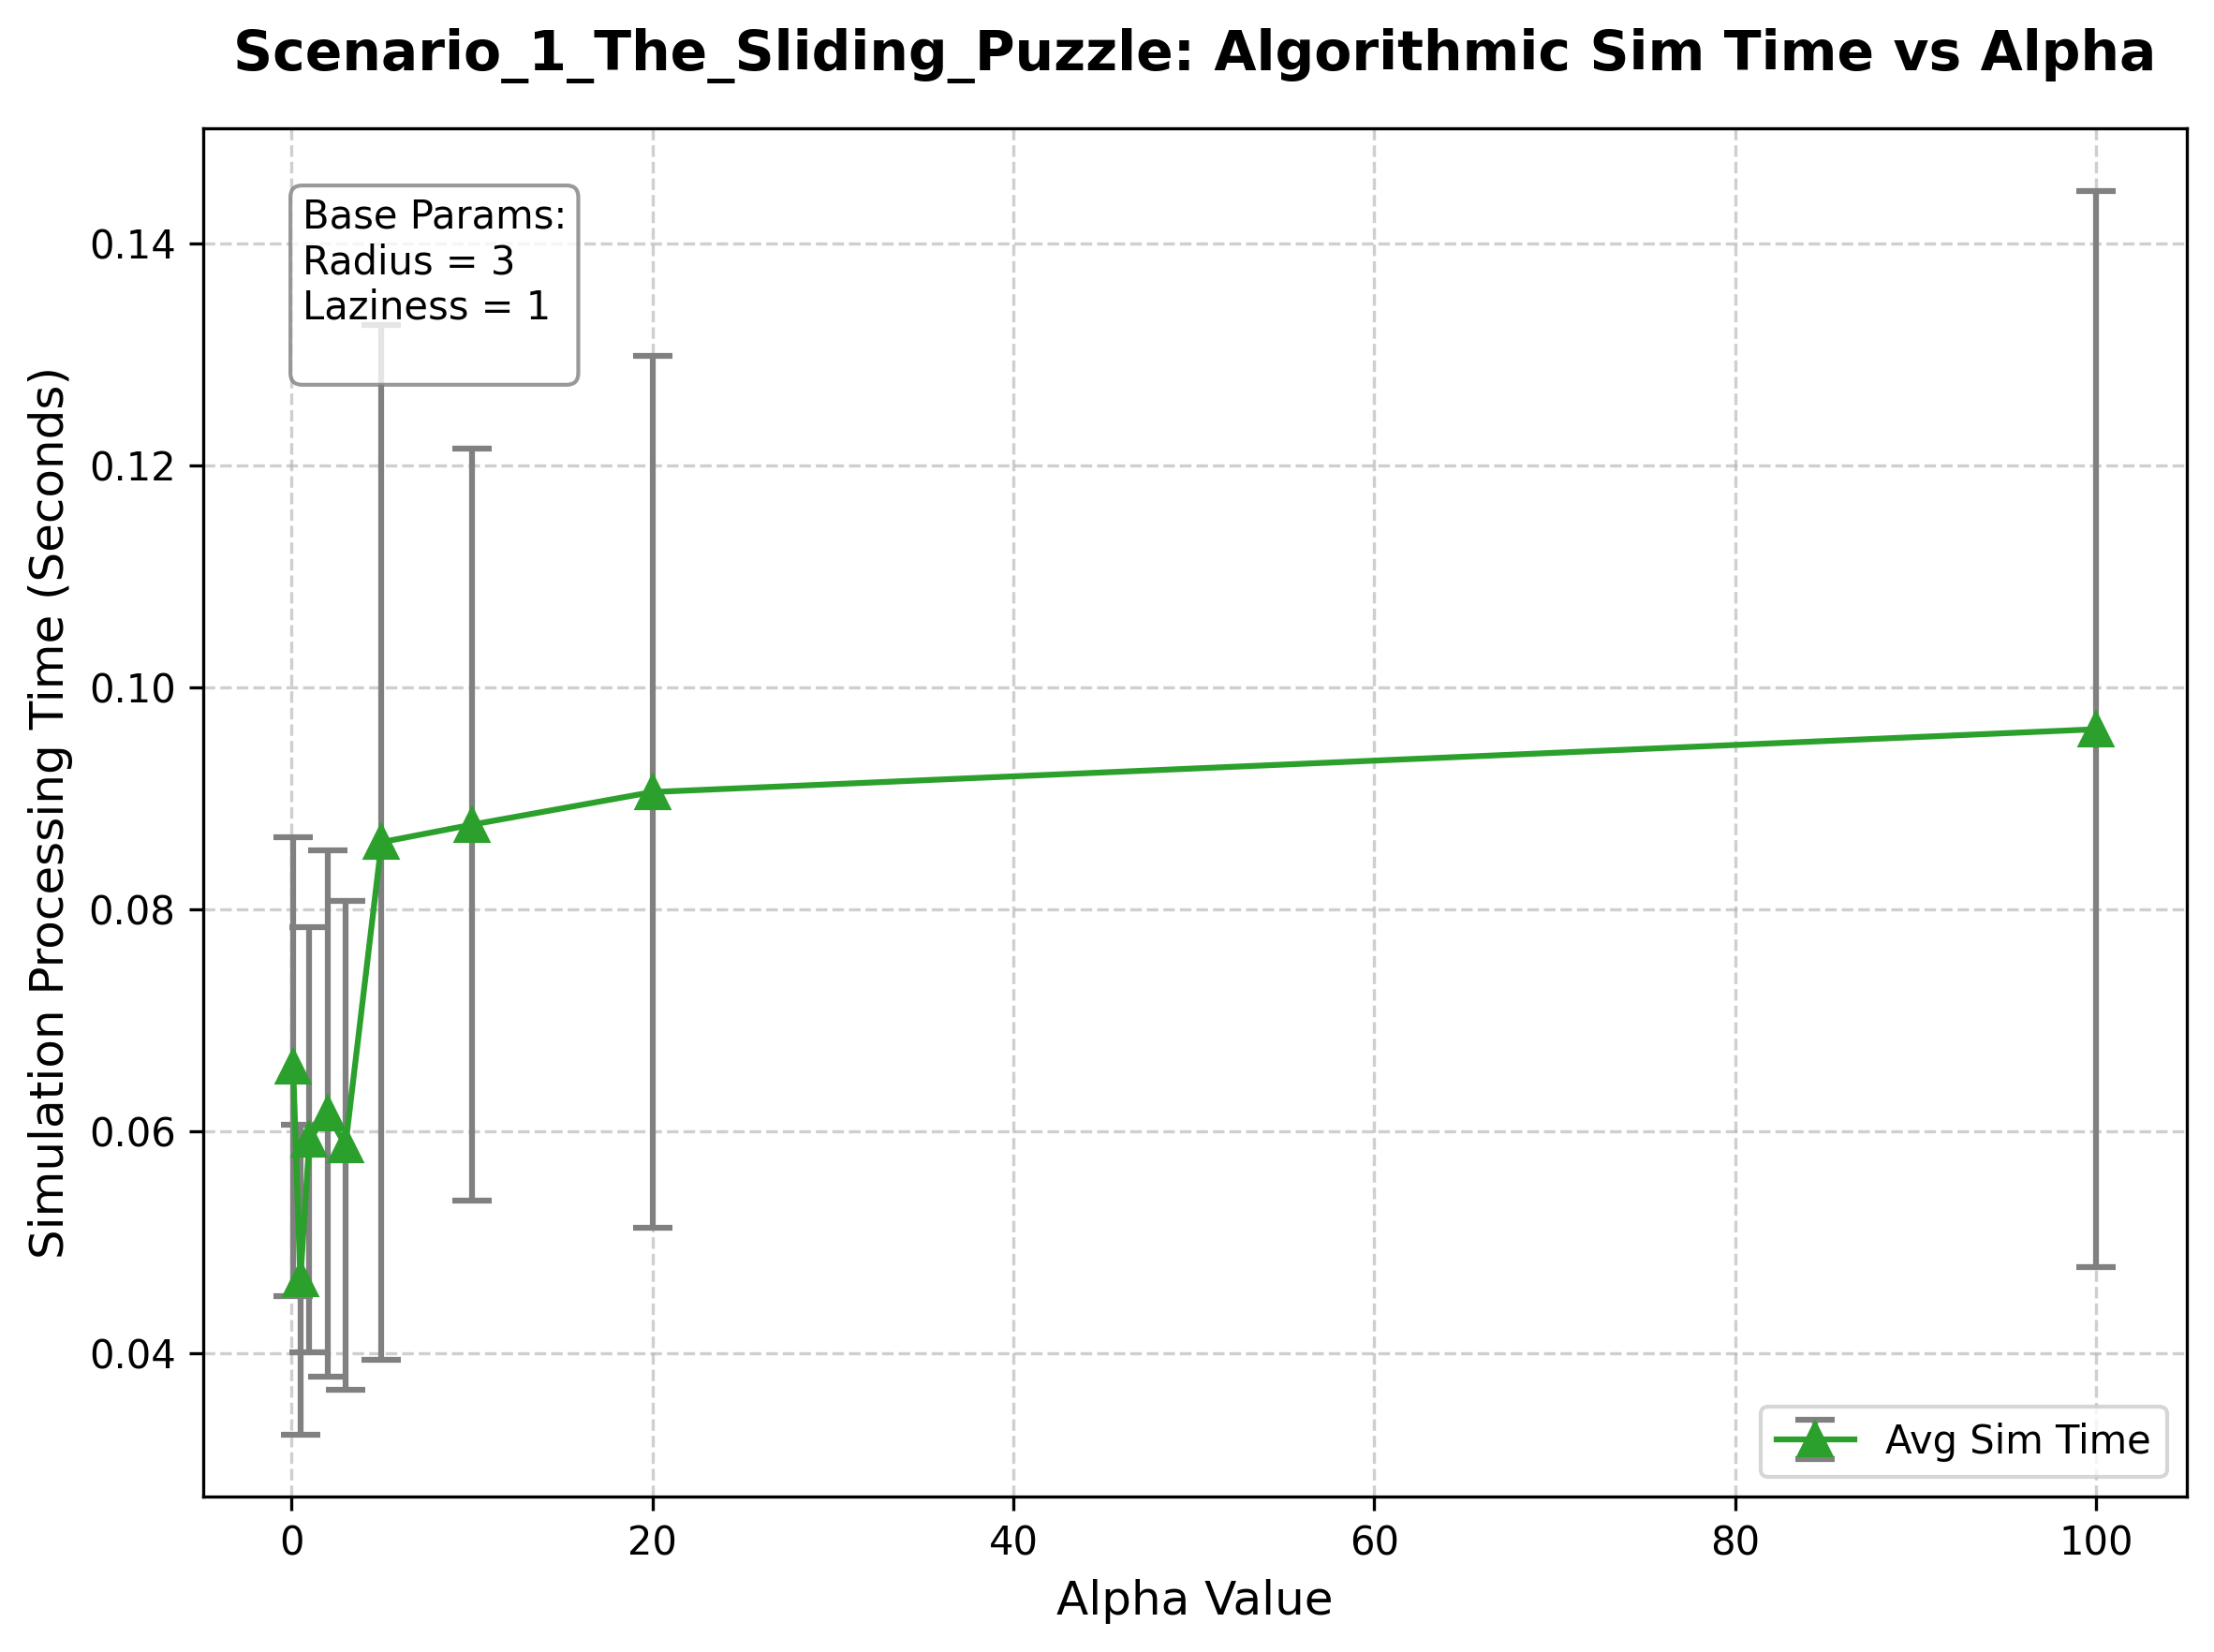 Scenario_1_The_Sliding_Puzzle: Algorithmic Sim Time vs Alpha
Base Params:
Radius = 3
Laziness = 1
Simulation Processing Time (Seconds)
0.14
0.12
0.10
0.08
0.06
0.04
Avg Sim Time
0 20 40 60 80 100
Alpha Value